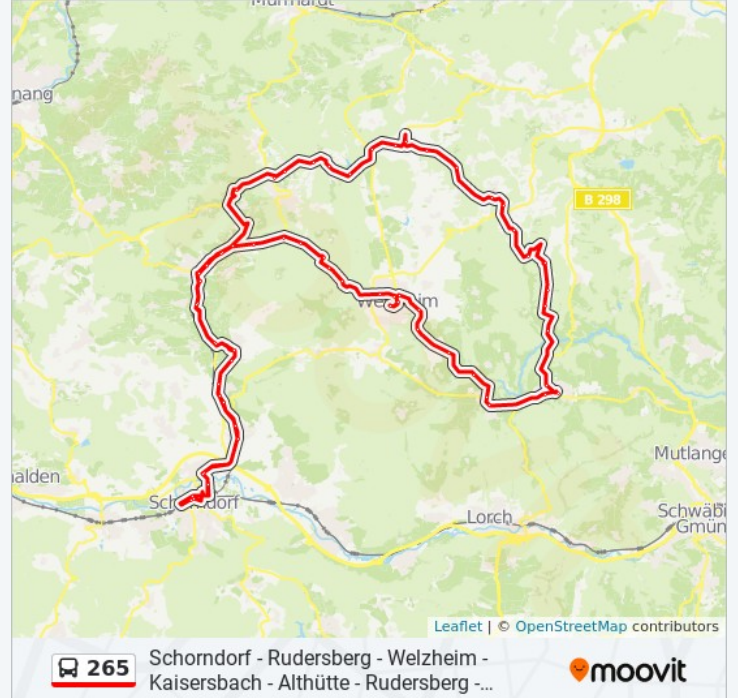 Murrhardt
nang
B 298
Welzheim
Mutlange
alden
Schorndorf
Lorch
Schwäbi
Gmün
Leaflet | © OpenStreetMap contributors
265
Schorndorf - Rudersberg - Welzheim -
Kaisersbach - Althütte - Rudersberg -...
moovit